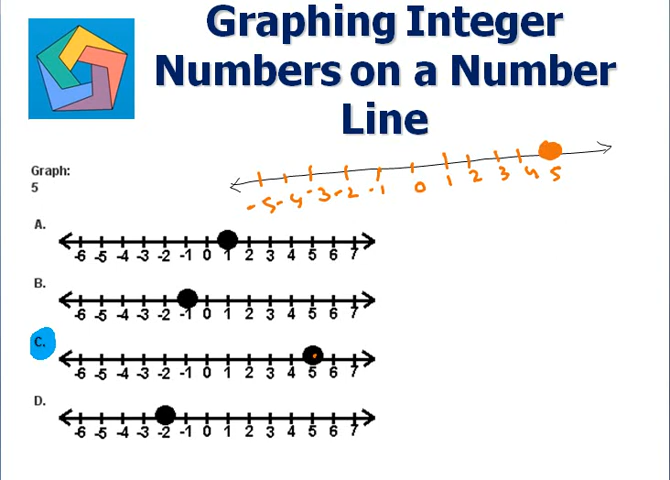 Graphing Integer
Numbers on a Number
Line
Graph:
5
-5 -4 -3 -2 -1 0 1 2 3 4 5
A.
-6 -5 -4 -3 -2 -1 0 1 2 3 4 5 6 7
B.
-6 -5 -4 -3 -2 -1 0 1 2 3 4 5 6 7
C.
-6 -5 -4 -3 -2 -1 0 1 2 3 4 5 6 7
D.
-6 -5 -4 -3 -2 -1 0 1 2 3 4 5 6 7